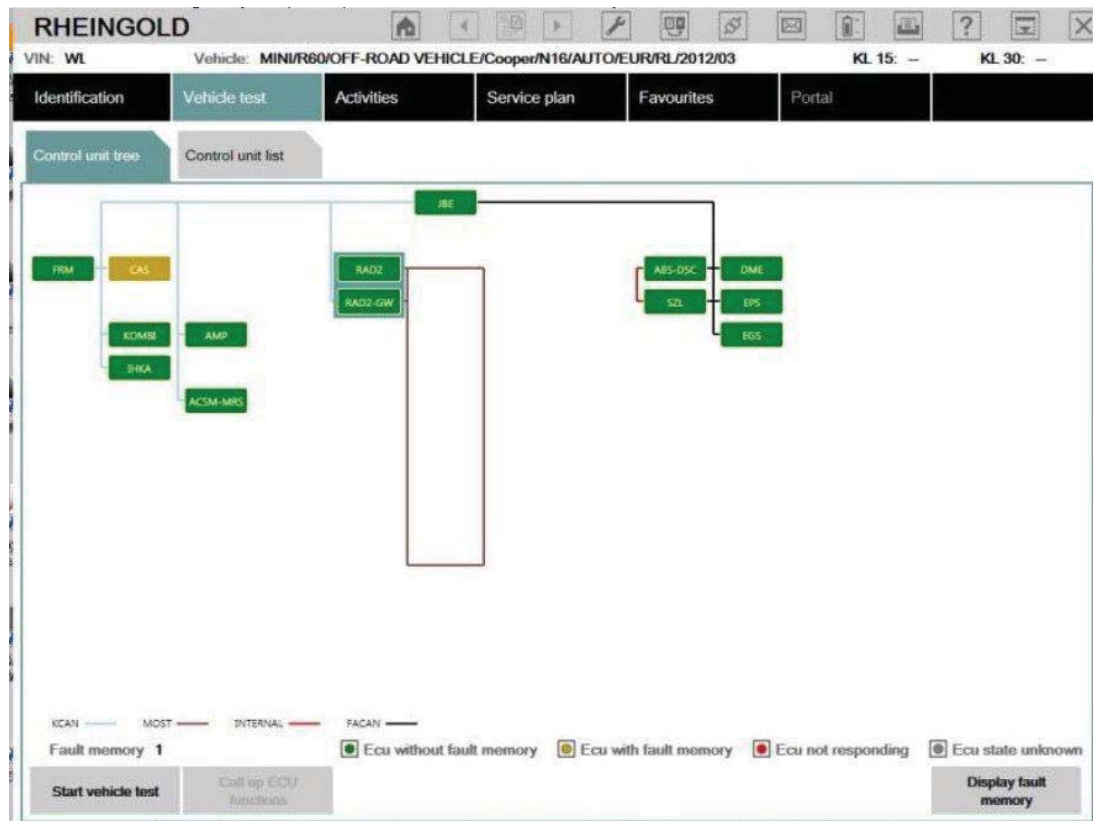 RHEINGOLD
VIN: WL Vehicle: MINI/R60/OFF-ROAD VEHICLE/Cooper/N16/AUTO/EUR/RL/2012/03 KL 15: – KL 30: –
Identification Vehicle test Activities Service plan Favourites Portal
Control unit tree Control unit list
JBE
FRM CAS RAD2 ABS-DSC DME
RAD2-GW SZL EPS
KOMBI AMP EGS
IHKA
ACSM-MRS
KCAN MOST INTERNAL FACAN
Fault memory 1 Ecu without fault memory Ecu with fault memory Ecu not responding Ecu state unknown
Start vehicle test Call up ECU functions Display fault memory